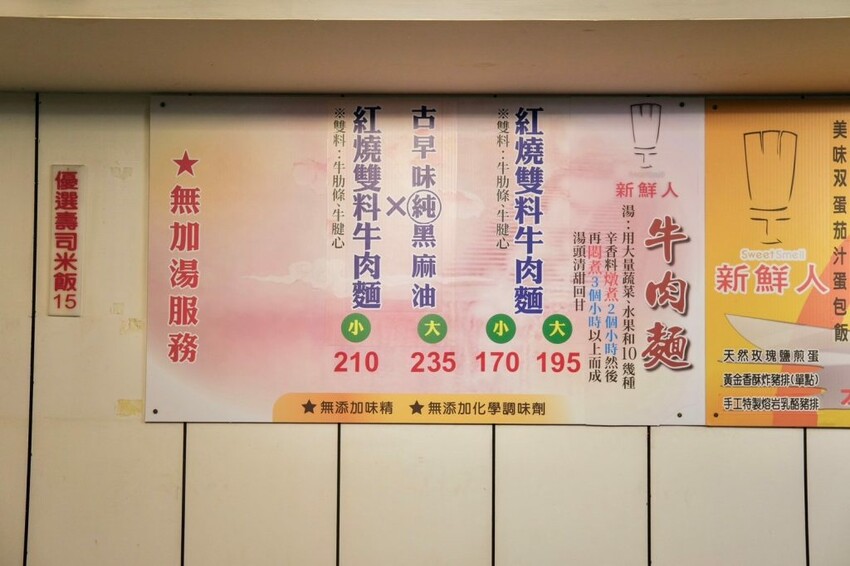 優選壽司米飯15
新鮮人
牛肉麵
湯：用大量蔬菜、水果和10幾種
辛香料燉煮2個小時然後
再悶煮3個小時以上而成
湯頭清甜回甘
紅燒雙料牛肉麵
※雙料：牛肋條、牛腱心
大
195
小
170
古早味純黑麻油
×
紅燒雙料牛肉麵
※雙料：牛肋條、牛腱心
大
235
小
210
★無加湯服務
★無添加味精 ★無添加化學調味劑
美味双蛋茄汁蛋包飯
SweetSmell
新鮮人
天然玫瑰鹽煎蛋
黃金香酥炸豬排(單點)
手工特製熔岩乳酪豬排